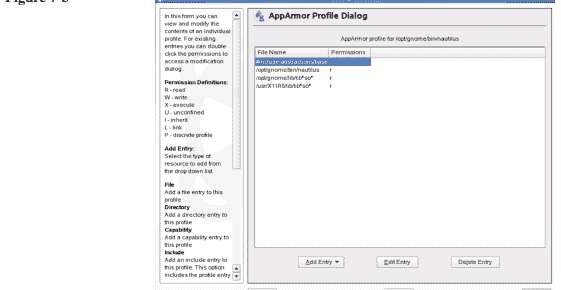 In this form you can
view and modify the
contents of an individual
profile. For existing
entries you can double
click the permissions to
access a modification
dialog.
Permission Definitions:
R - read
W - write
X - execute
U - unconfined
I - inherit
L - link
P - discrete profile
Add Entry:
Select the type of
resource to add from
the drop down list
File
Add a file entry to this
profile
Directory
Add a directory entry to
this profile
Capability
Add a capability entry to
this profile
Include
Add an include entry to
this profile. This option
includes the profile entry
AppArmor Profile Dialog
AppArmor profile for /opt/gnome/bin/nautilus
File Name Permissions
#include abstractions/base
/opt/gnome/bin/nautilus r
/opt/gnome/lib/lib*so* r
/usr/X11R6/lib/lib*so* r
Add Entry
Edit Entry
Delete Entry